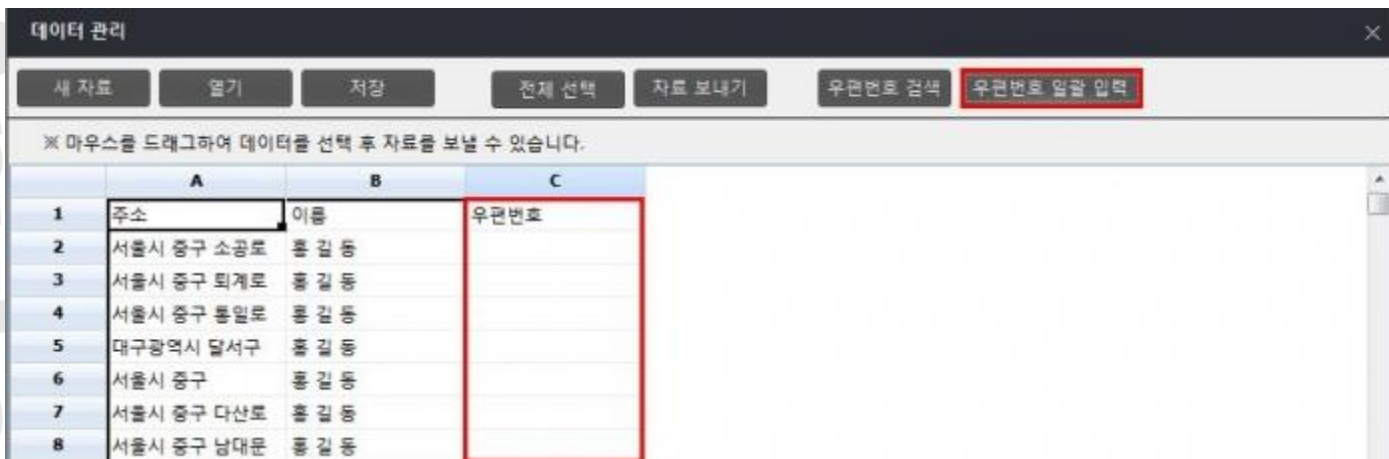 데이터 관리
새 자료 열기 저장 전체 선택 자료 보내기 우편번호 검색 우편번호 일괄 입력
※ 마우스를 드래그하여 데이터를 선택 후 자료를 보낼 수 있습니다.
A B C
1 주소 이름 우편번호
2 서울시 중구 소공로 홍 길 동
3 서울시 중구 퇴계로 홍 길 동
4 서울시 중구 통일로 홍 길 동
5 대구광역시 달서구 홍 길 동
6 서울시 중구 홍 길 동
7 서울시 중구 다산로 홍 길 동
8 서울시 중구 남대문 홍 길 동